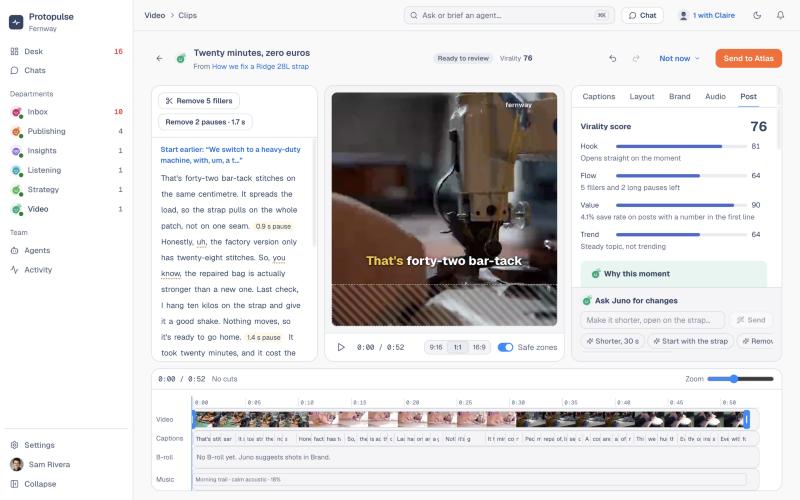 Protopulse
Fernway
Desk 16
Chats
Departments
Inbox 10
Publishing 4
Insights 1
Listening 1
Strategy 1
Video 1
Team
Agents
Activity
Settings
Sam Rivera
Collapse
Video > Clips
Ask or brief an agent...
⌘K
Chat
1 with Claire
Twenty minutes, zero euros
From How we fix a Ridge 28L strap
Ready to review
Virality 76
Not now
Send to Atlas
Remove 5 fillers
Remove 2 pauses · 1.7 s
Start earlier: “We switch to a heavy-duty
machine, with, um, a t…”
That's forty-two bar-tack stitches on
the same centimetre. It spreads the
load, so the strap pulls on the whole
patch, not on one seam. 0.9 s pause
Honestly, uh, the factory version only
has twenty-eight stitches. So, you
know, the repaired bag is actually
stronger than a new one. Last check,
I hang ten kilos on the strap and give
it a good shake. Nothing moves, so
it's ready to go home. 1.4 s pause It
took twenty minutes, and it cost the
fernway
That's forty-two bar-tack
0:00 / 0:52
9:16 1:1 16:9
Safe zones
Captions Layout Brand Audio Post
Virality score 76
Hook 81
Opens straight on the moment
Flow 64
5 fillers and 2 long pauses left
Value 90
4.1% save rate on posts with a number in the first line
Trend 64
Steady topic, not trending
Why this moment
Ask Juno for changes
Make it shorter, open on the strap...
Send
Shorter, 30 s
Start with the strap
0:00 / 0:52 No cuts
Zoom
0:00 0:05 0:10 0:15 0:20 0:25 0:30 0:35 0:40 0:45 0:50
Video
Captions
B-roll
No B-roll yet. Juno suggests shots in Brand.
Music
Morning trail · calm acoustic · 18%